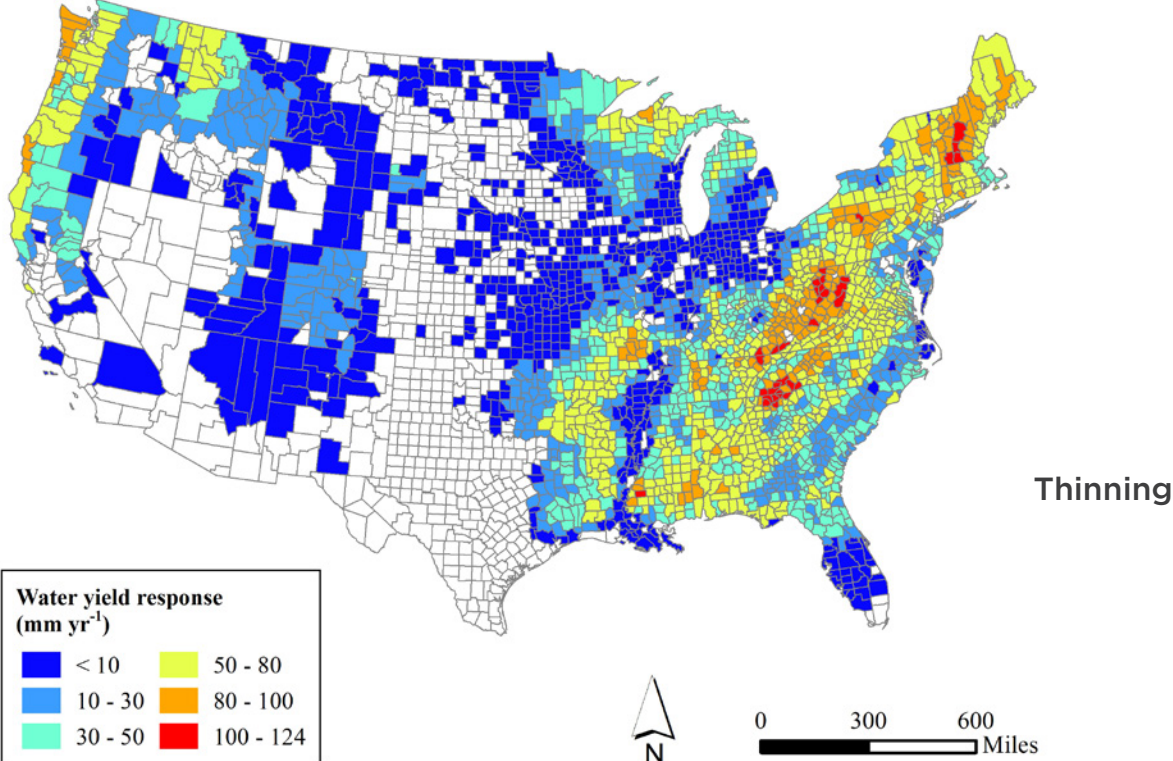 Thinning
Water yield response
(mm yr-1)
< 10
10 - 30
30 - 50
50 - 80
80 - 100
100 - 124
N
0 300 600
Miles